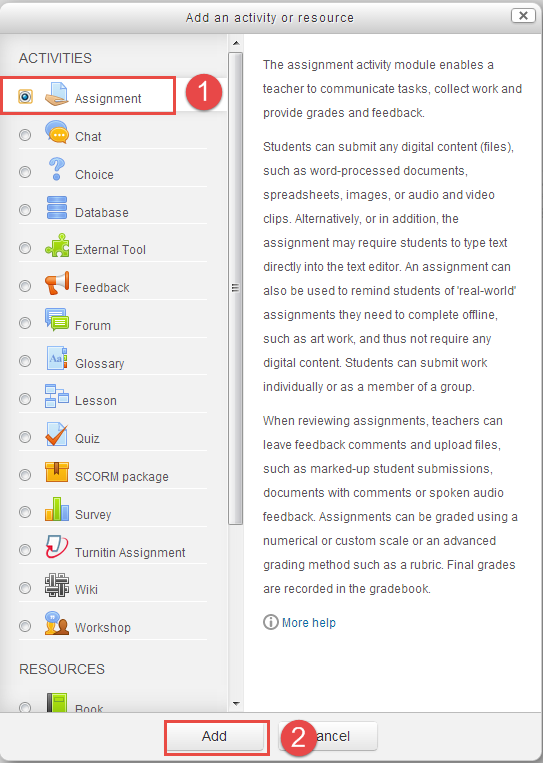 Add an activity or resource
ACTIVITIES
Assignment
1
Chat
Choice
Database
External Tool
Feedback
Forum
Glossary
Lesson
Quiz
SCORM package
Survey
Turnitin Assignment
Wiki
Workshop
RESOURCES
Book
The assignment activity module enables a
teacher to communicate tasks, collect work and
provide grades and feedback.
Students can submit any digital content (files),
such as word-processed documents,
spreadsheets, images, or audio and video
clips. Alternatively, or in addition, the
assignment may require students to type text
directly into the text editor. An assignment can
also be used to remind students of 'real-world'
assignments they need to complete offline,
such as art work, and thus not require any
digital content. Students can submit work
individually or as a member of a group.
When reviewing assignments, teachers can
leave feedback comments and upload files,
such as marked-up student submissions,
documents with comments or spoken audio
feedback. Assignments can be graded using a
numerical or custom scale or an advanced
grading method such as a rubric. Final grades
are recorded in the gradebook.
More help
Add
2
ancel